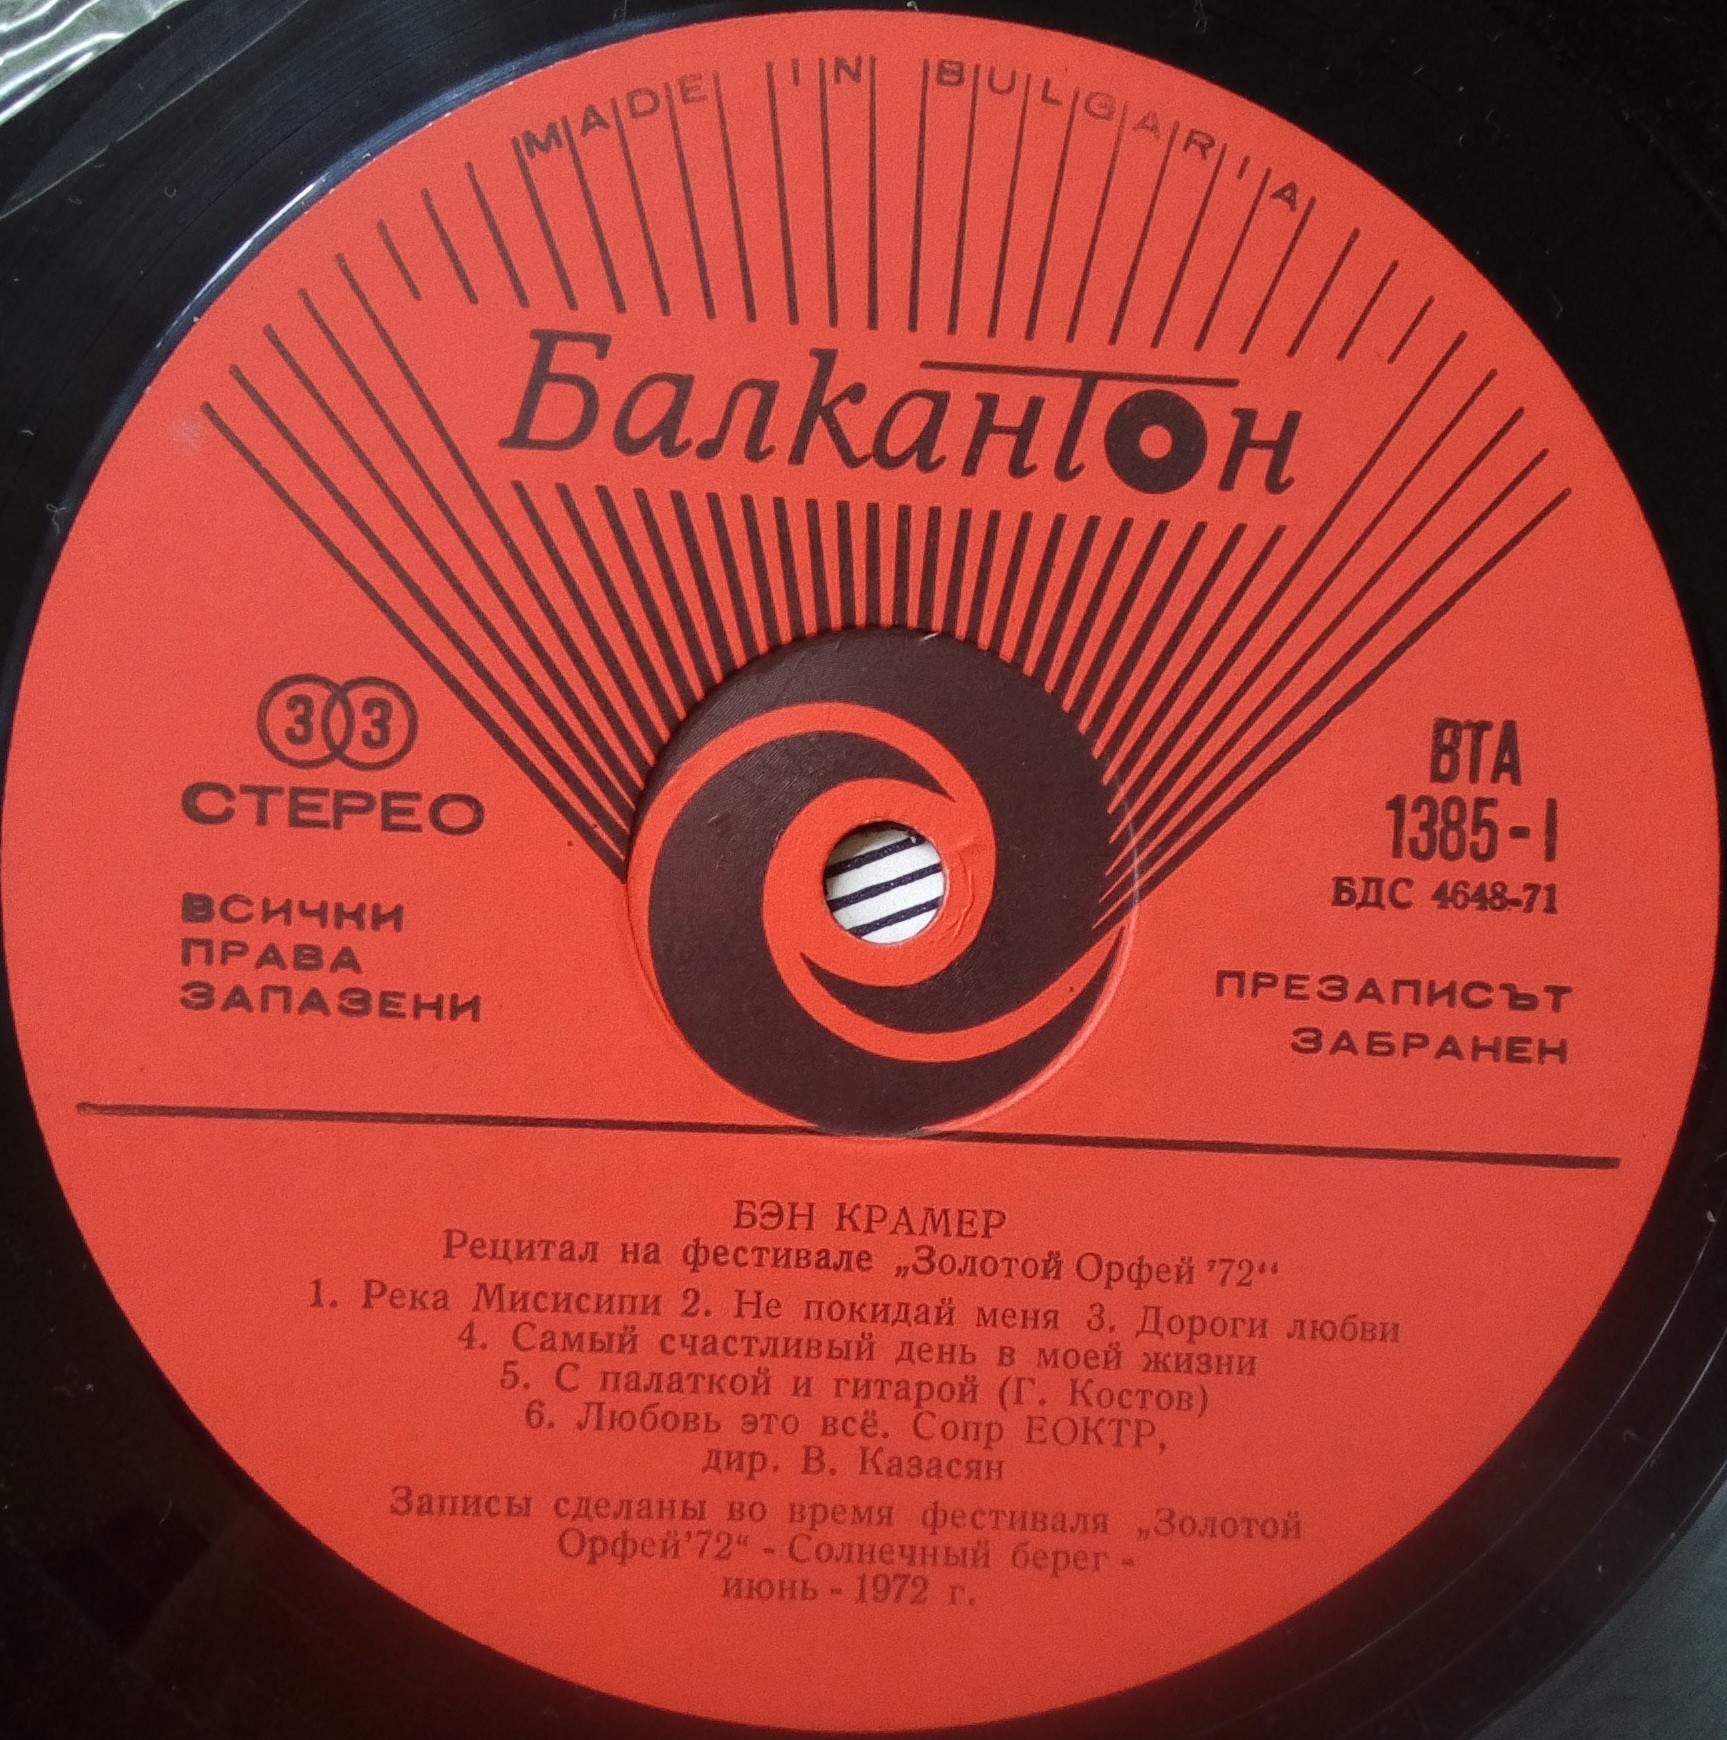 MADE IN BULGARIA
Балкантон
33
СТЕРЕО
ВСИЧКИ
ПРАВА
ЗАПАЗЕНИ
ВТА
1385-I
БДС 4648-71
ПРЕЗАПИСЪТ
ЗАБРАНЕН
БЭН КРАМЕР
Рецитал на фестивале „Золотой Орфей ’72“
1. Река Мисисипи 2. Не покидай меня 3. Дороги любви
4. Самый счастливый день в моей жизни
5. С палаткой и гитарой (Г. Костов)
6. Любовь это всё. Сопр ЕОКТР,
дир. В. Казасян
Записы сделаны во время фестиваля „Золотой
Орфей’72“ - Солнечный берег -
июнь - 1972 г.